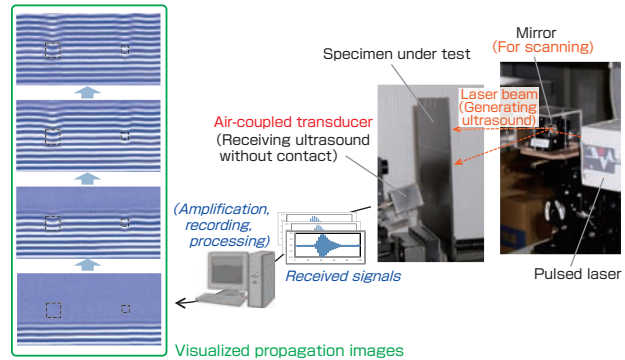 Mirror
(For scanning)
Specimen under test
Laser beam
(Generating
ultrasound)
Air-coupled transducer
(Receiving ultrasound
without contact)
(Amplification,
recording,
processing)
Received signals
Pulsed laser
Visualized propagation images